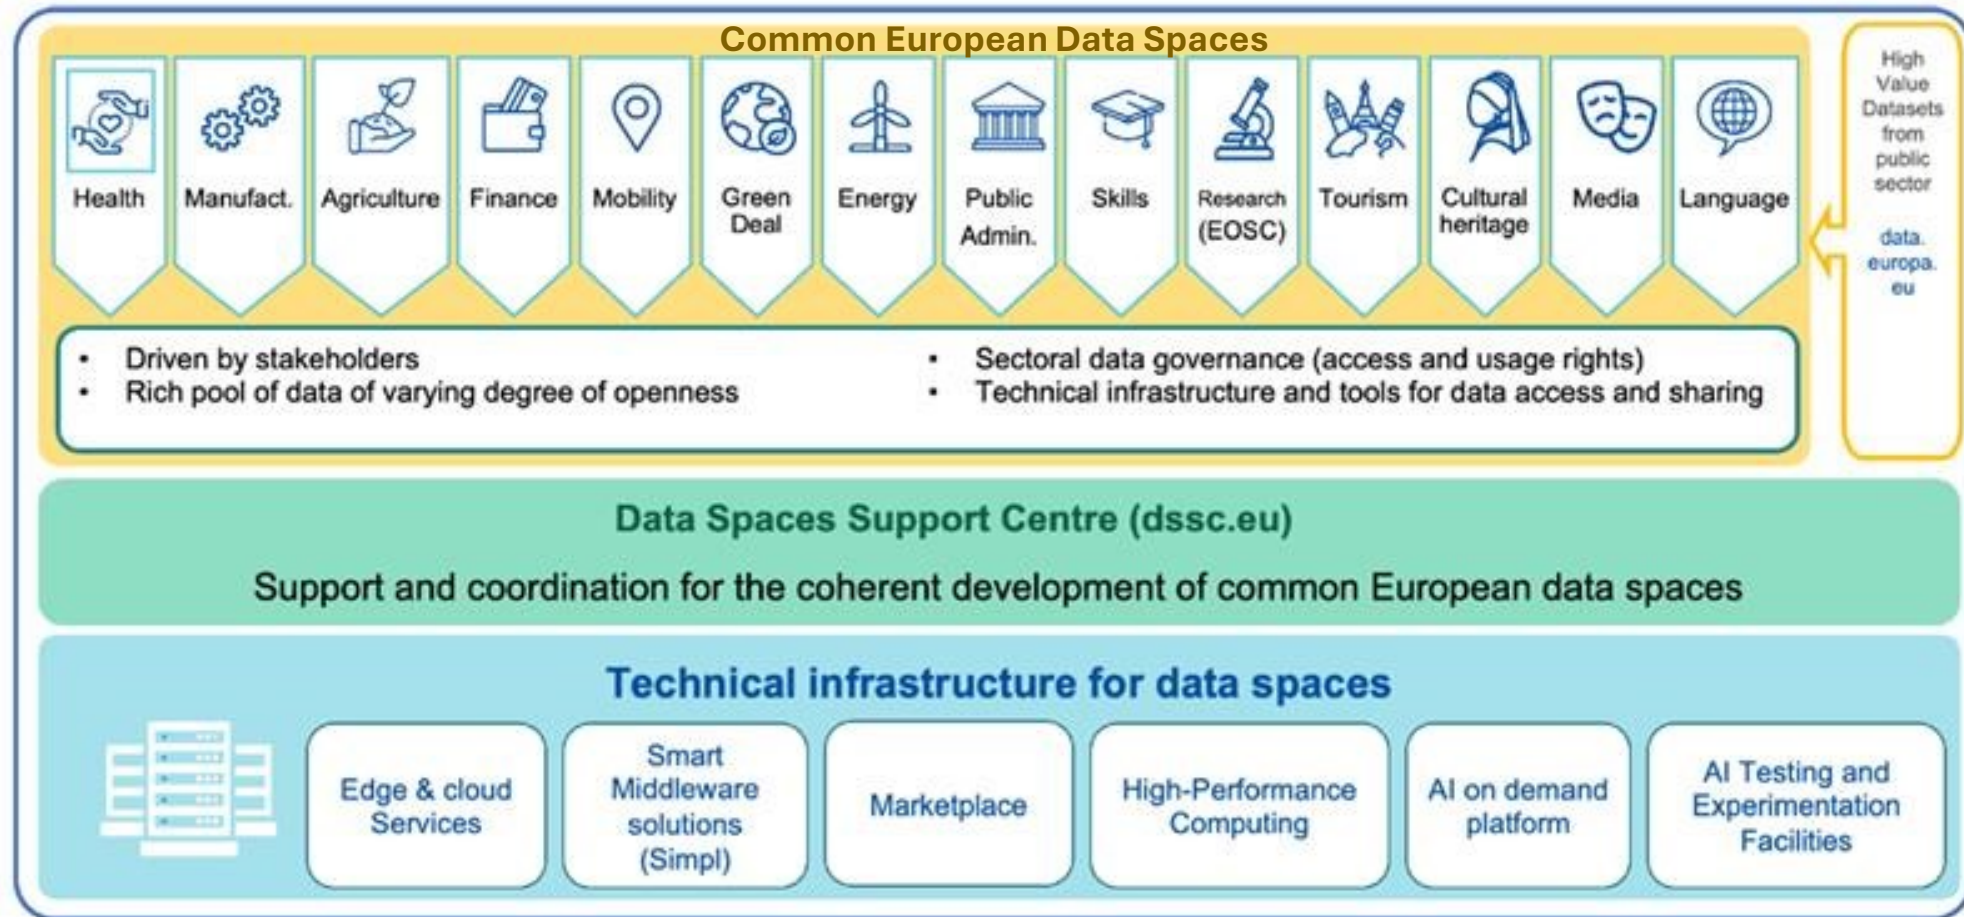 Common European Data Spaces
Health
Manufact.
Agriculture
Finance
Mobility
Green
Deal
Energy
Public
Admin.
Skills
Research
(EOSC)
Tourism
Cultural
heritage
Media
Language
High
Value
Datasets
from
public
sector
data.
europa.
eu
• Driven by stakeholders
• Rich pool of data of varying degree of openness
• Sectoral data governance (access and usage rights)
• Technical infrastructure and tools for data access and sharing
Data Spaces Support Centre (dssc.eu)
Support and coordination for the coherent development of common European data spaces
Technical infrastructure for data spaces
Edge & cloud
Services
Smart
Middleware
solutions
(Simpl)
Marketplace
High-Performance
Computing
AI on demand
platform
AI Testing and
Experimentation
Facilities